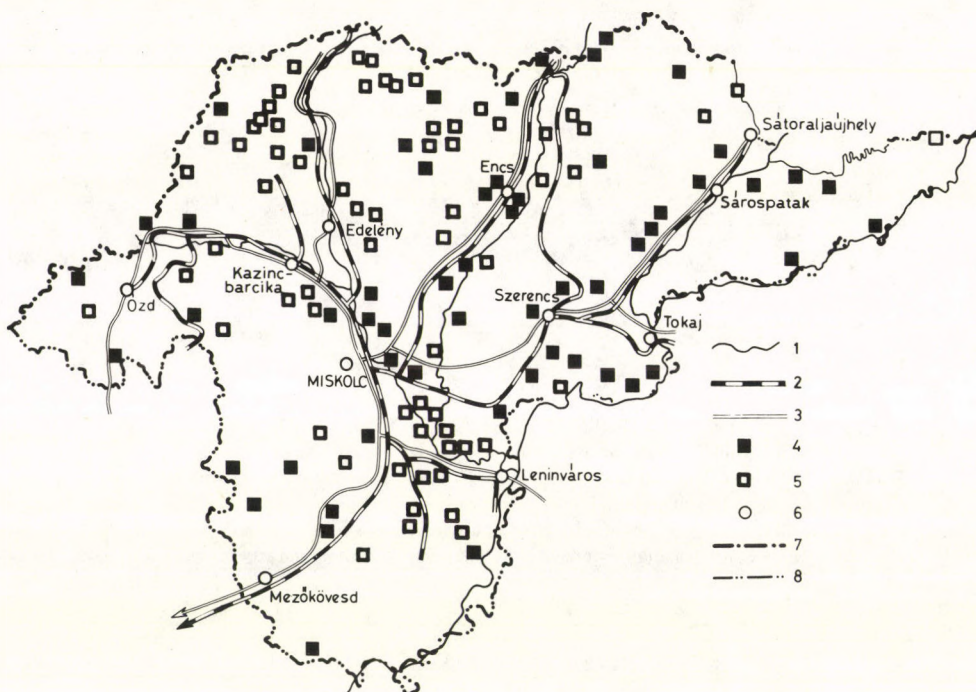 Sátoraljaújhely
Encs
Sárospatak
Edelény
Kazinc-
barcika
Ózd
Szerencs
Tokaj
MISKOLC
1
2
3
4
5
6
7
8
Leninváros
Mezőkövesd